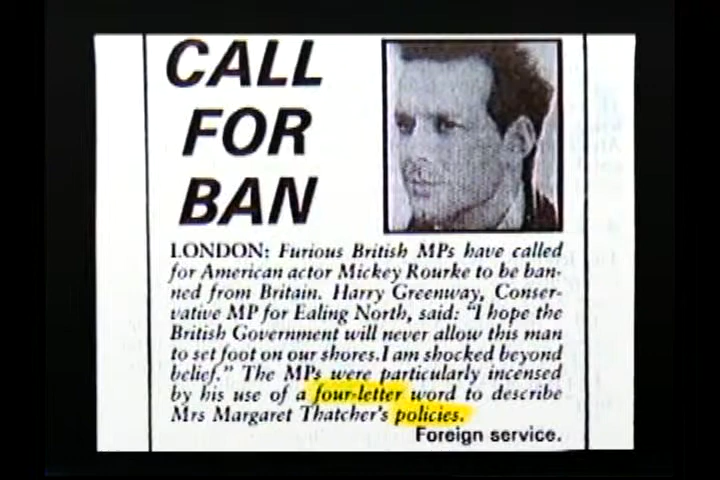 CALL
FOR
BAN
LONDON: Furious British MPs have called
for American actor Mickey Rourke to be ban-
ned from Britain. Harry Greenway, Conser-
vative MP for Ealing North, said: "I hope the
British Government will never allow this man
to set foot on our shores. I am shocked beyond
belief." The MPs were particularly incensed
by his use of a four-letter word to describe
Mrs Margaret Thatcher's policies.
Foreign service.